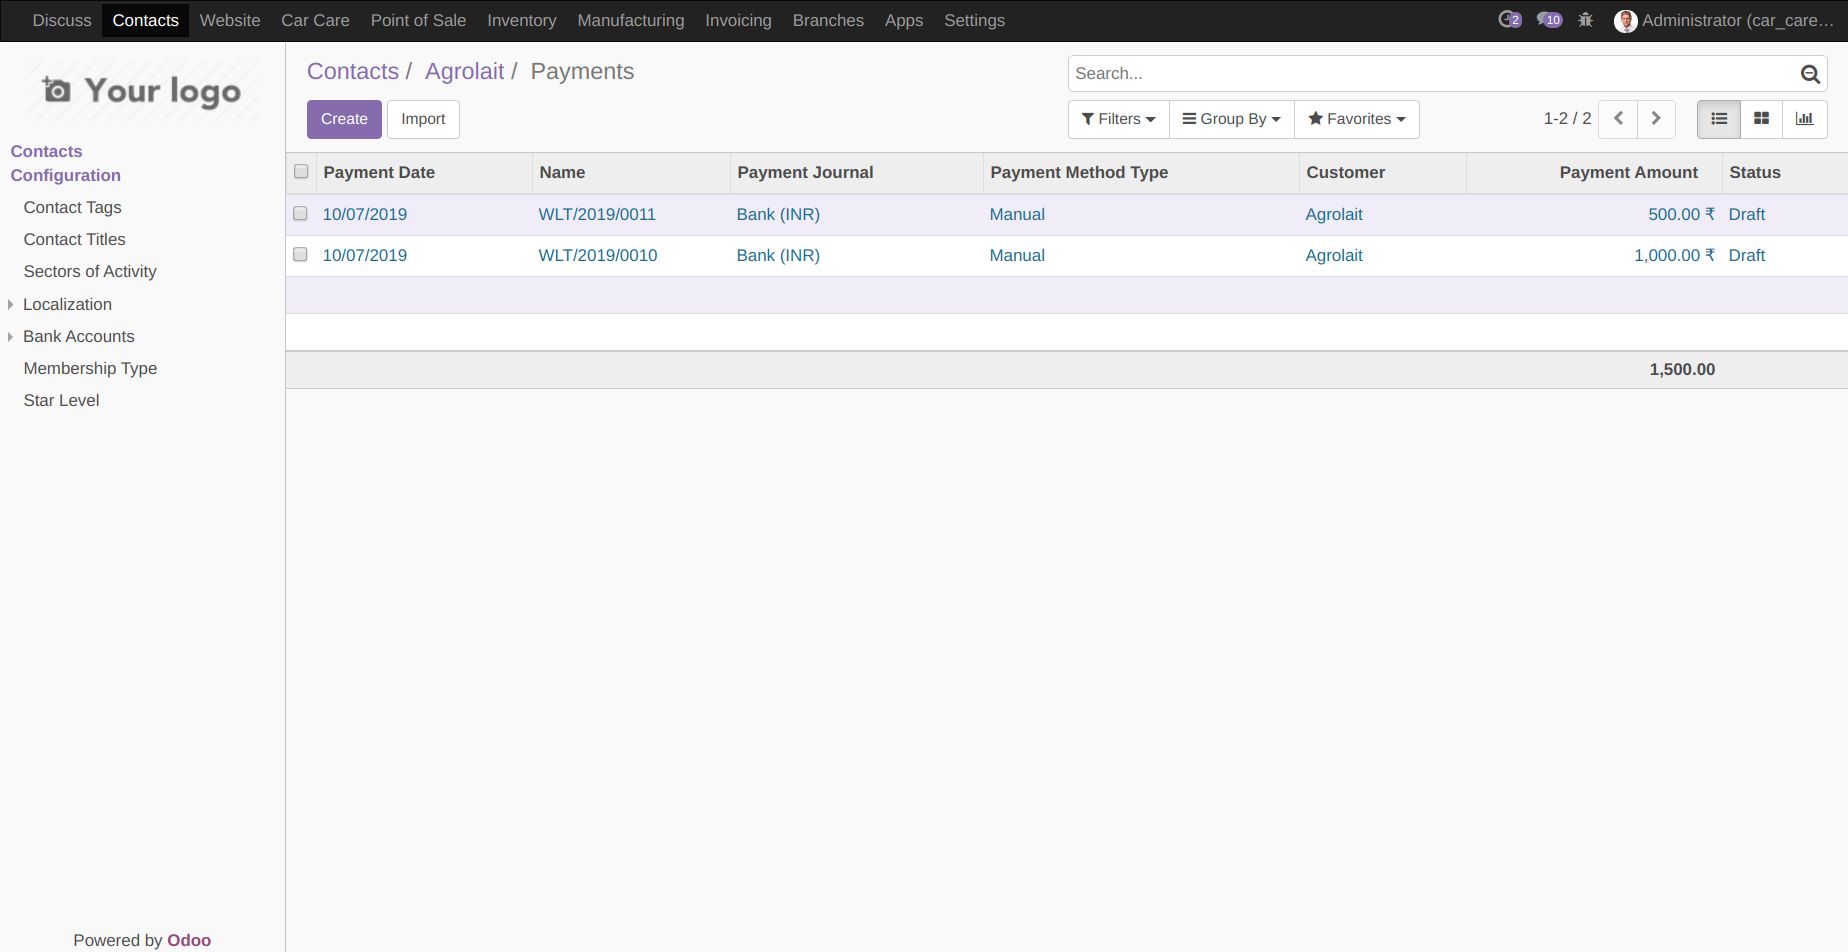 Discuss Contacts Website Car Care Point of Sale Inventory Manufacturing Invoicing Branches Apps Settings 2 10 Administrator (car_care...
Your logo
Contacts / Agrolait / Payments
Search...
Create Import
Filters Group By Favorites 1-2 / 2
Contacts
Configuration
Contact Tags
Contact Titles
Sectors of Activity
Localization
Bank Accounts
Membership Type
Star Level
Payment Date Name Payment Journal Payment Method Type Customer Payment Amount Status
10/07/2019 WLT/2019/0011 Bank (INR) Manual Agrolait 500.00 ₹ Draft
10/07/2019 WLT/2019/0010 Bank (INR) Manual Agrolait 1,000.00 ₹ Draft
1,500.00
Powered by Odoo